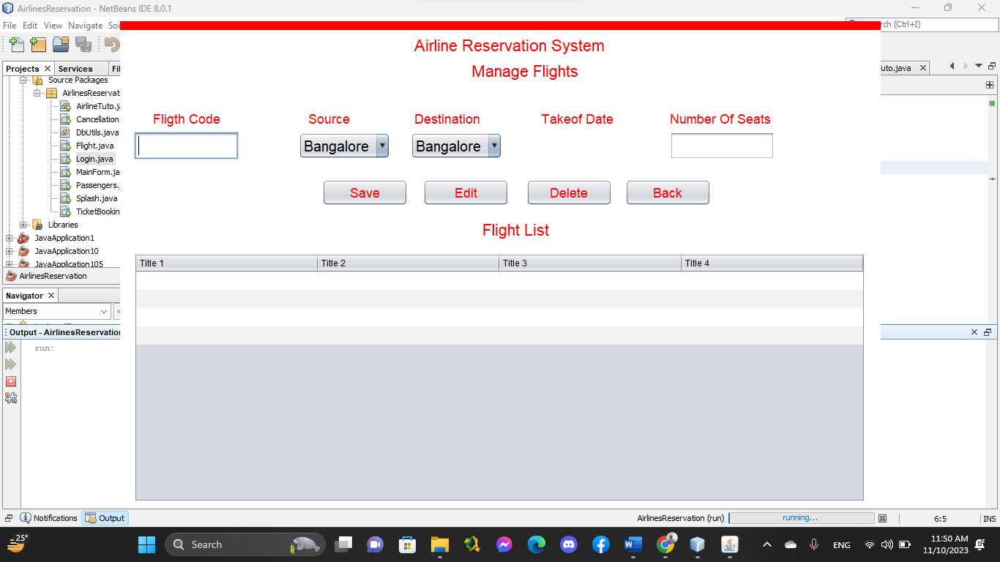 AirlinesReservation - NetBeans IDE 8.0.1
File Edit View Navigate
rch (Ctrl+I)
Airline Reservation System
Manage Flights
Projects Services
uto.java
Source Packages
AirlinesReservat
AirlineTuto.ja
Cancellation.
DbUtils.java
Flight.java
Login.java
MainForm.ja
Passengers.
Splash.java
TicketBookin
Libraries
JavaApplication1
JavaApplication10
JavaApplication105
AirlinesReservation
Fligth Code Source Destination Takeof Date Number Of Seats
Bangalore Bangalore
Save Edit Delete Back
Flight List
Title 1 Title 2 Title 3 Title 4
Navigator
Members
Output - AirlinesReservation
run:
Notifications Output AirlinesReservation (run) running... 6:5 INS
25°
Search
ENG
11:50 AM
11/10/2023